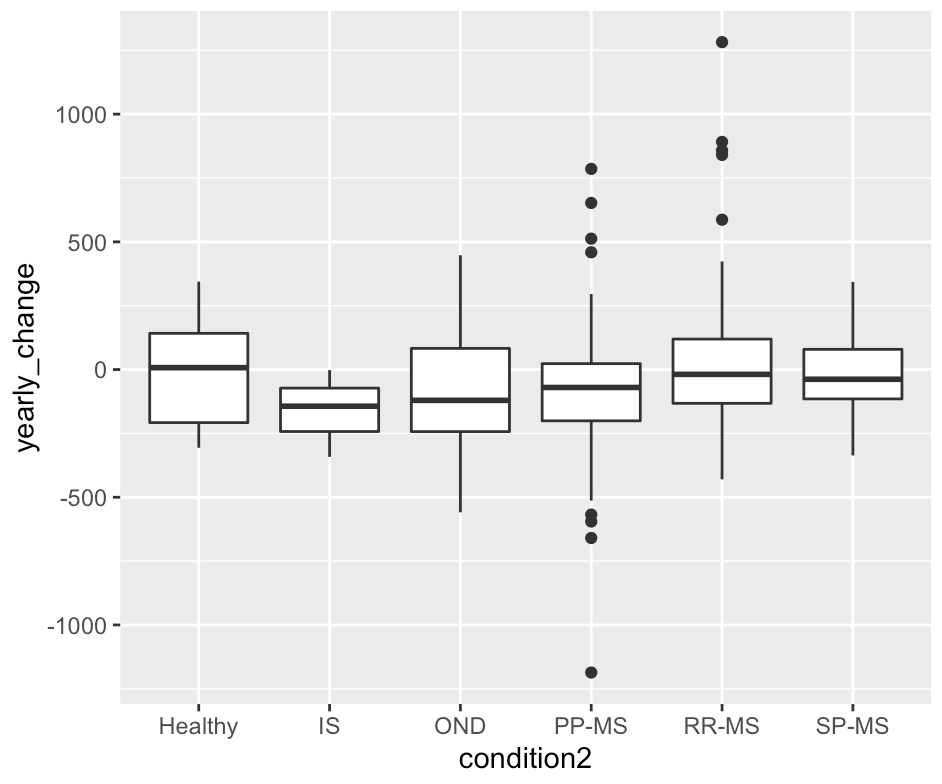 yearly_change
1000
500
0
-500
-1000
Healthy IS OND PP-MS RR-MS SP-MS
condition2